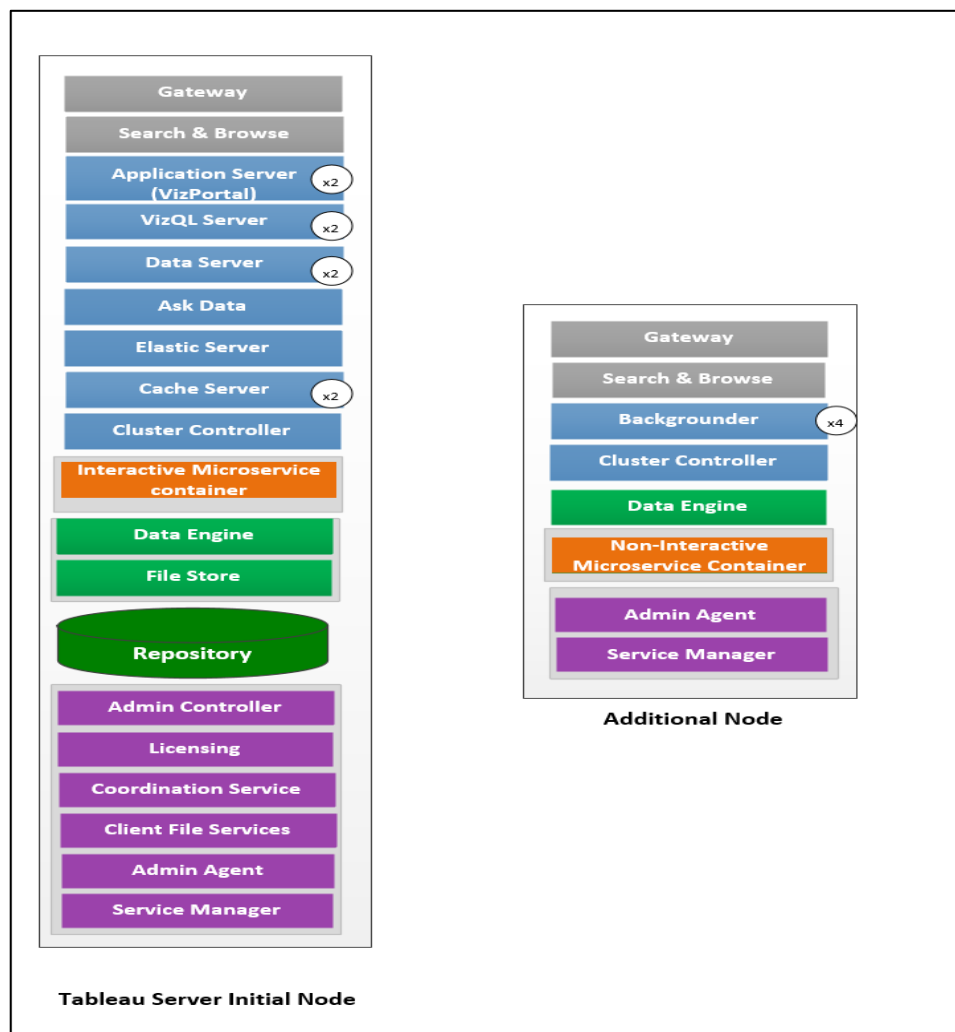 Gateway
Search & Browse
Application Server
(VizPortal)
x2
VizQL Server
x2
Data Server
x2
Ask Data
Elastic Server
Cache Server
x2
Cluster Controller
Interactive Microservice
container
Data Engine
File Store
Repository
Admin Controller
Licensing
Coordination Service
Client File Services
Admin Agent
Service Manager
Tableau Server Initial Node
Gateway
Search & Browse
Backgrounder
x4
Cluster Controller
Data Engine
Non-Interactive
Microservice Container
Admin Agent
Service Manager
Additional Node